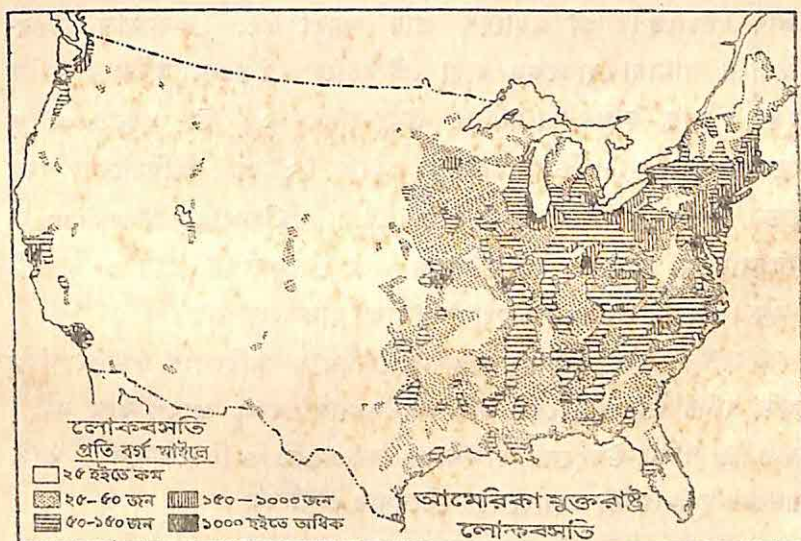 লোকবসতি
প্রতি বর্গ মাইলে
২৫ হইতে কম
২৫-৫০ জন
১৫০-১০০০ জন
৫০-১৫০ জন
১০০০ হইতে অধিক
আমেরিকা যুক্তরাষ্ট্র
লোকবসতি